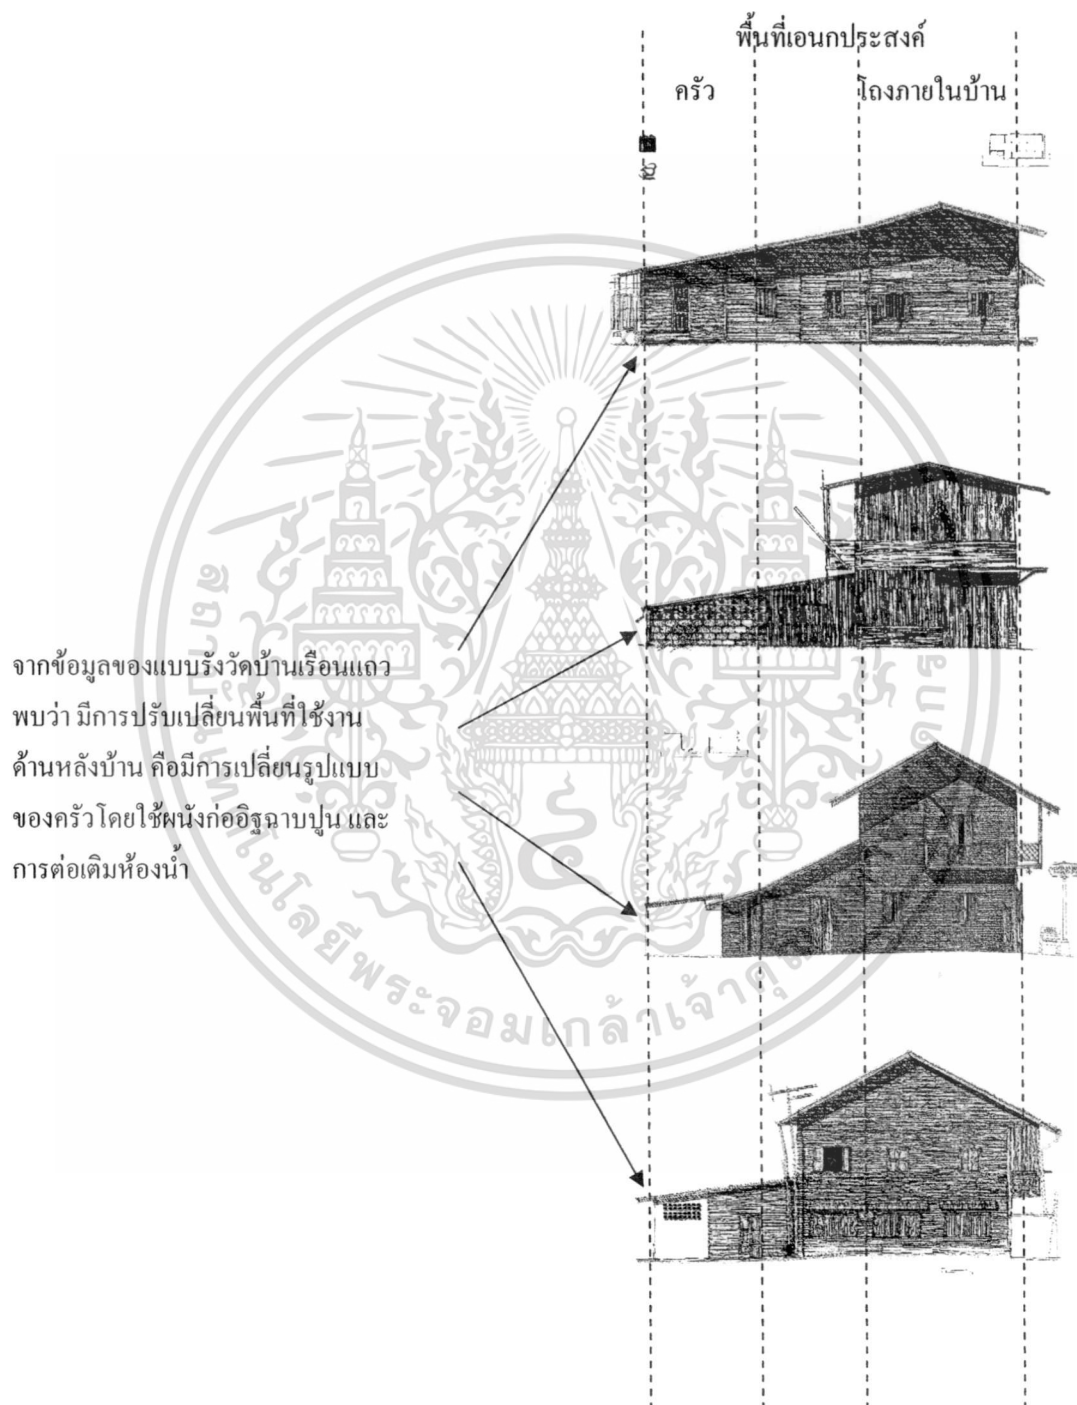 พื้นที่เอนกประสงค์
ครัว
โถงภายในบ้าน
จากข้อมูลของแบบรังวัดบ้านเรือนแถว
พบว่า มีการปรับเปลี่ยนพื้นที่ใช้งาน
ด้านหลังบ้าน คือมีการเปลี่ยนรูปแบบ
ของครัวโดยใช้ผนังก่ออิฐฉาบปูน และ
การต่อเติมห้องน้ำ